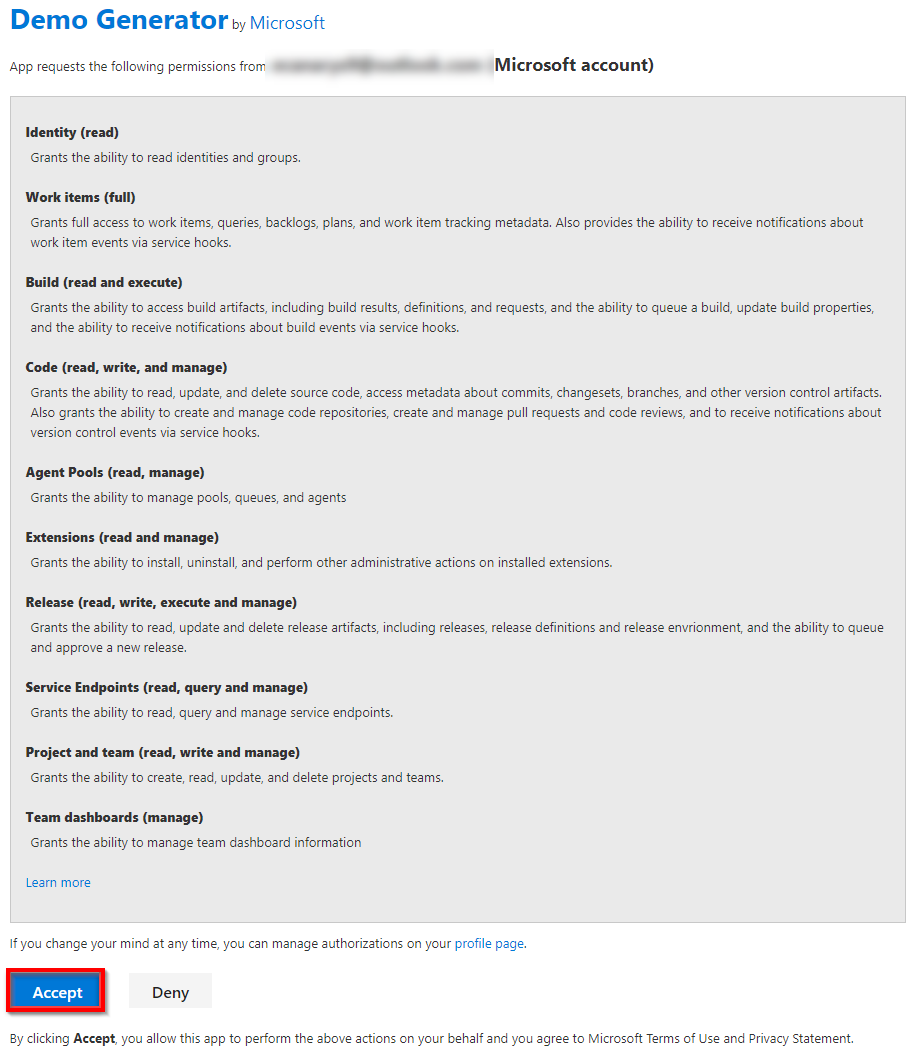 Demo Generator by Microsoft
App requests the following permissions from Microsoft account)
Identity (read)
Grants the ability to read identities and groups.
Work items (full)
Grants full access to work items, queries, backlogs, plans, and work item tracking metadata. Also provides the ability to receive notifications about
work item events via service hooks.
Build (read and execute)
Grants the ability to access build artifacts, including build results, definitions, and requests, and the ability to queue a build, update build properties,
and the ability to receive notifications about build events via service hooks.
Code (read, write, and manage)
Grants the ability to read, update, and delete source code, access metadata about commits, changesets, branches, and other version control artifacts.
Also grants the ability to create and manage code repositories, create and manage pull requests and code reviews, and to receive notifications about
version control events via service hooks.
Agent Pools (read, manage)
Grants the ability to manage pools, queues, and agents
Extensions (read and manage)
Grants the ability to install, uninstall, and perform other administrative actions on installed extensions.
Release (read, write, execute and manage)
Grants the ability to read, update and delete release artifacts, including releases, release definitions and release envrionment, and the ability to queue
and approve a new release.
Service Endpoints (read, query and manage)
Grants the ability to read, query and manage service endpoints.
Project and team (read, write and manage)
Grants the ability to create, read, update, and delete projects and teams.
Team dashboards (manage)
Grants the ability to manage team dashboard information
Learn more
If you change your mind at any time, you can manage authorizations on your profile page.
Accept Deny
By clicking Accept, you allow this app to perform the above actions on your behalf and you agree to Microsoft Terms of Use and Privacy Statement.